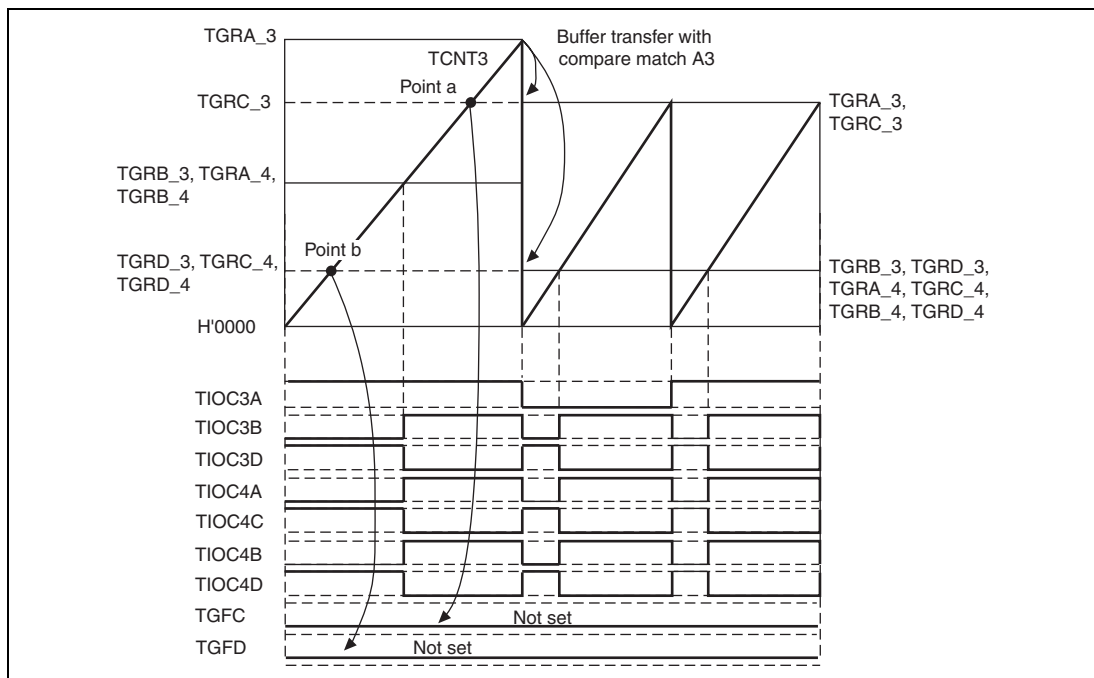 TGRA_3
TCNT3
Buffer transfer with
compare match A3
Point a
TGRC_3
TGRA_3,
TGRC_3
TGRB_3, TGRA_4,
TGRB_4
Point b
TGRD_3, TGRC_4,
TGRD_4
TGRB_3, TGRD_3,
TGRA_4, TGRC_4,
TGRB_4, TGRD_4
H'0000
TIOC3A
TIOC3B
TIOC3D
TIOC4A
TIOC4C
TIOC4B
TIOC4D
TGFC
Not set
TGFD
Not set